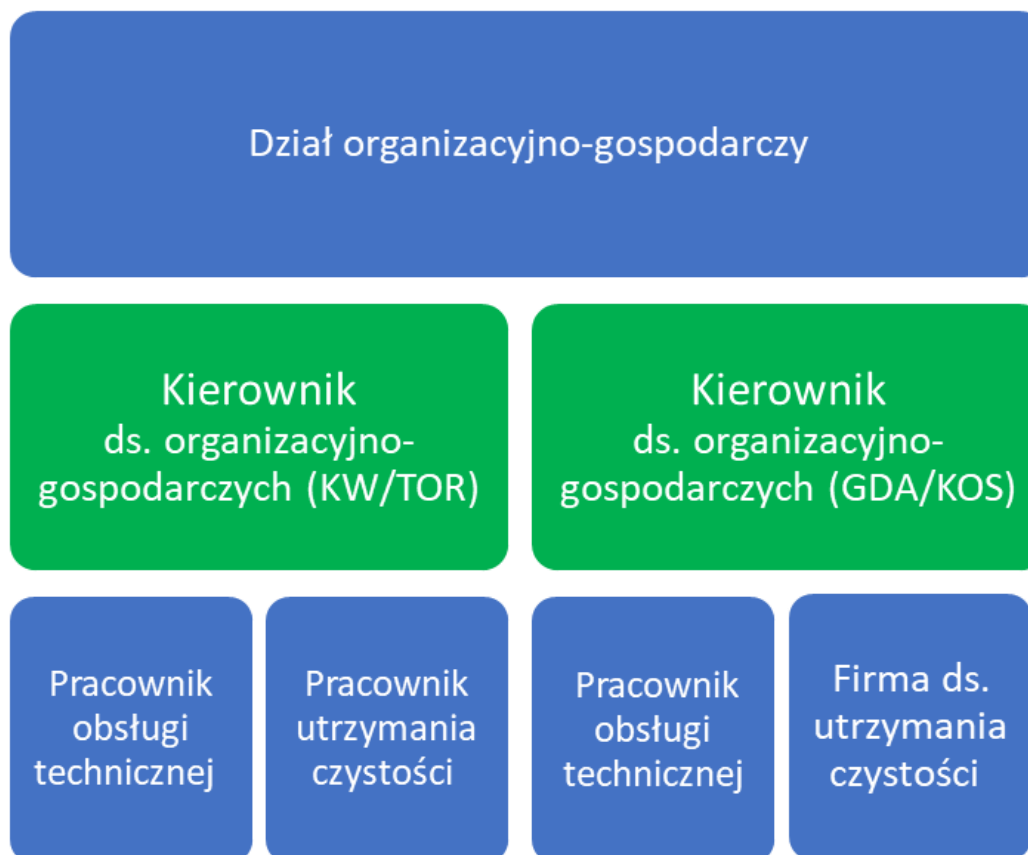 Dział organizacyjno-gospodarczy
Kierownik
ds. organizacyjno-
gospodarczych (KW/TOR)
Kierownik
ds. organizacyjno-
gospodarczych (GDA/KOS)
Pracownik
obsługi
technicznej
Pracownik
utrzymania
czystości
Pracownik
obsługi
technicznej
Firma ds.
utrzymania
czystości